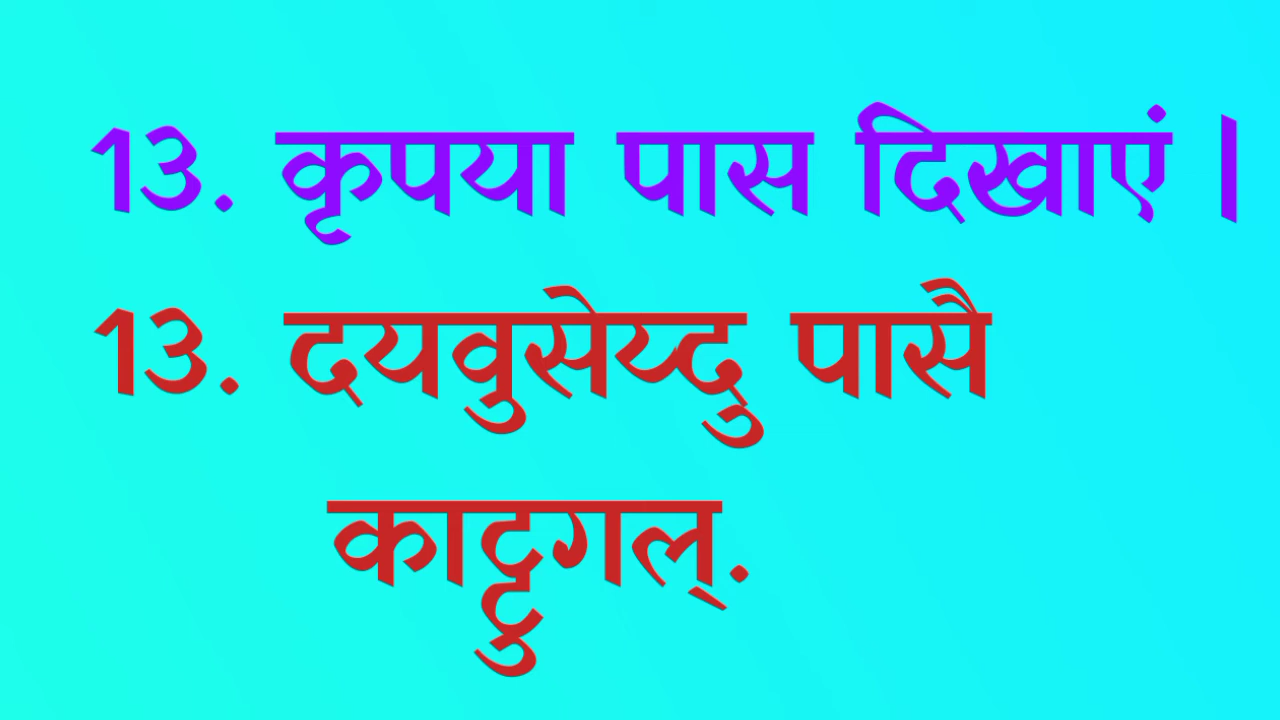 13. कृपया पास दिखाएं ।
13. दयवुसेय्दु पासै
काट्टुगल्.